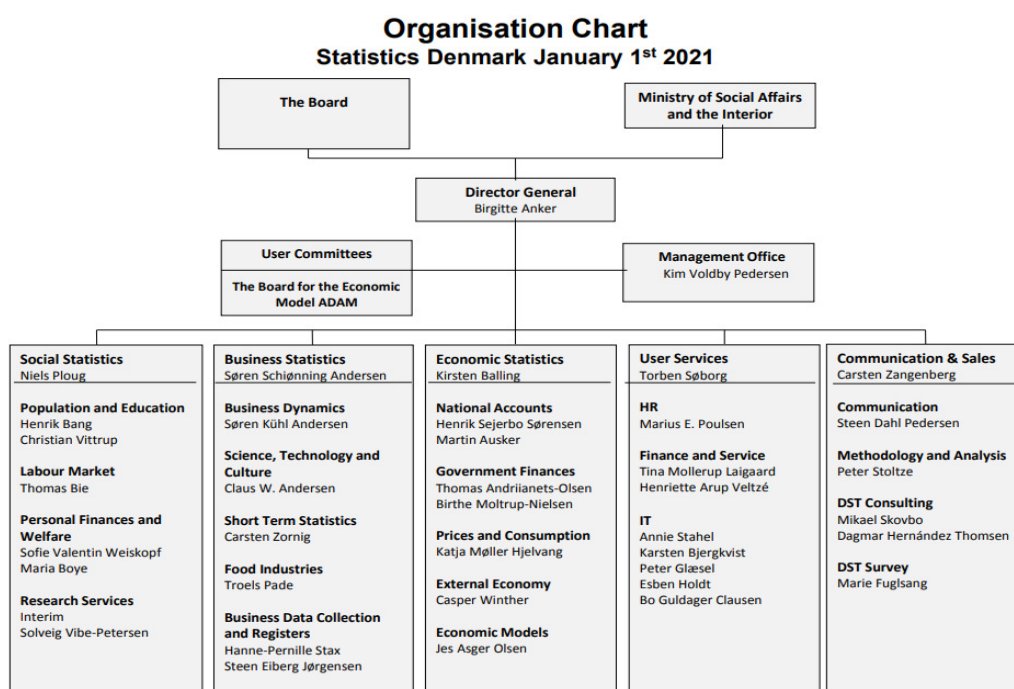 Organisation Chart
Statistics Denmark January 1st 2021
The Board
Ministry of Social Affairs
and the Interior
Director General
Birgitte Anker
User Committees
The Board for the Economic
Model ADAM
Management Office
Kim Voldby Pedersen
Social Statistics
Niels Ploug
Population and Education
Henrik Bang
Christian Vittrup
Labour Market
Thomas Bie
Personal Finances and
Welfare
Sofie Valentin Weiskopf
Maria Boye
Research Services
Interim
Solveig Vibe-Petersen
Business Statistics
Søren Schiønning Andersen
Business Dynamics
Søren Kühl Andersen
Science, Technology and
Culture
Claus W. Andersen
Short Term Statistics
Carsten Zornig
Food Industries
Troels Pade
Business Data Collection
and Registers
Hanne-Pernille Stax
Steen Eiberg Jørgensen
Economic Statistics
Kirsten Balling
National Accounts
Henrik Sejerbo Sørensen
Martin Ausker
Government Finances
Thomas Andriianets-Olsen
Birthe Moltrup-Nielsen
Prices and Consumption
Katja Møller Hjelvang
External Economy
Casper Winther
Economic Models
Jes Asger Olsen
User Services
Torben Søborg
HR
Marius E. Poulsen
Finance and Service
Tina Mollerup Laigaard
Henriette Arup Veltzé
IT
Annie Stahel
Karsten Bjergkvist
Peter Glæsel
Esben Holdt
Bo Guldager Clausen
Communication & Sales
Carsten Zangenberg
Communication
Steen Dahl Pedersen
Methodology and Analysis
Peter Stoltze
DST Consulting
Mikael Skovbo
Dagmar Hernández Thomsen
DST Survey
Marie Fuglsang